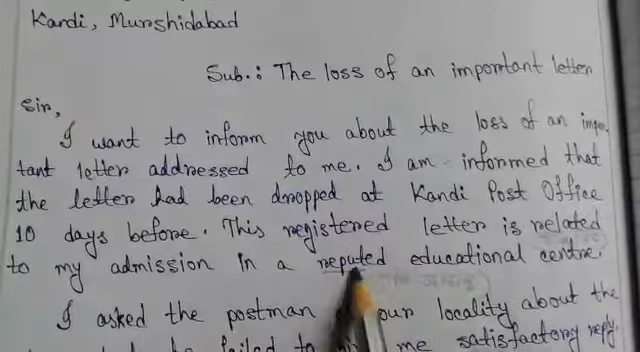 Kandi, Murshidabad
Sub.: The loss of an important letter
Sir,
I want to inform you about the loss of an impor
tant letter addressed to me. I am informed that
the letter had been dropped at Kandi Post Office
10 days before. This registered letter is related
to my admission in a reputed educational centre.
I asked the postman our locality about the
failed to me satisfactory reply.